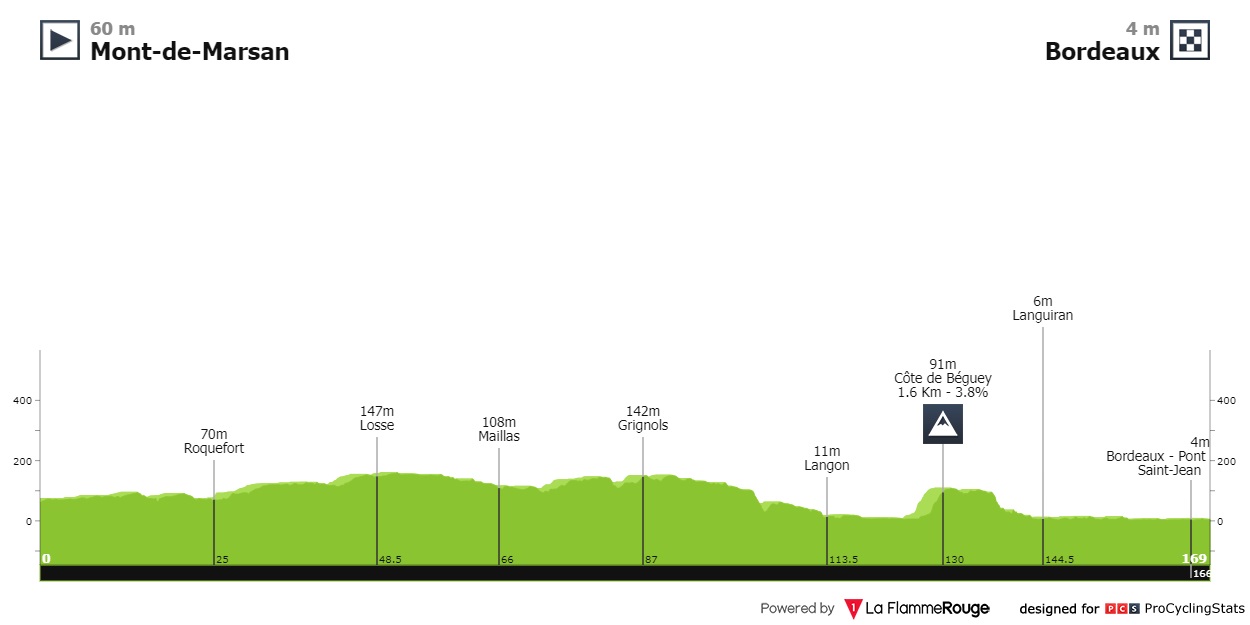 60 m
Mont-de-Marsan
4 m
Bordeaux
6m
Languiran
91m
Côte de Béguey
1.6 Km - 3.8%
147m
Losse
108m
Maillas
142m
Grignols
70m
Roquefort
11m
Langon
4m
Bordeaux - Pont
Saint-Jean
400
200
0
400
200
0
0
25
48.5
66
87
113.5
130
144.5
169
166
Powered by La FlammeRouge
designed for PCS ProCyclingStats